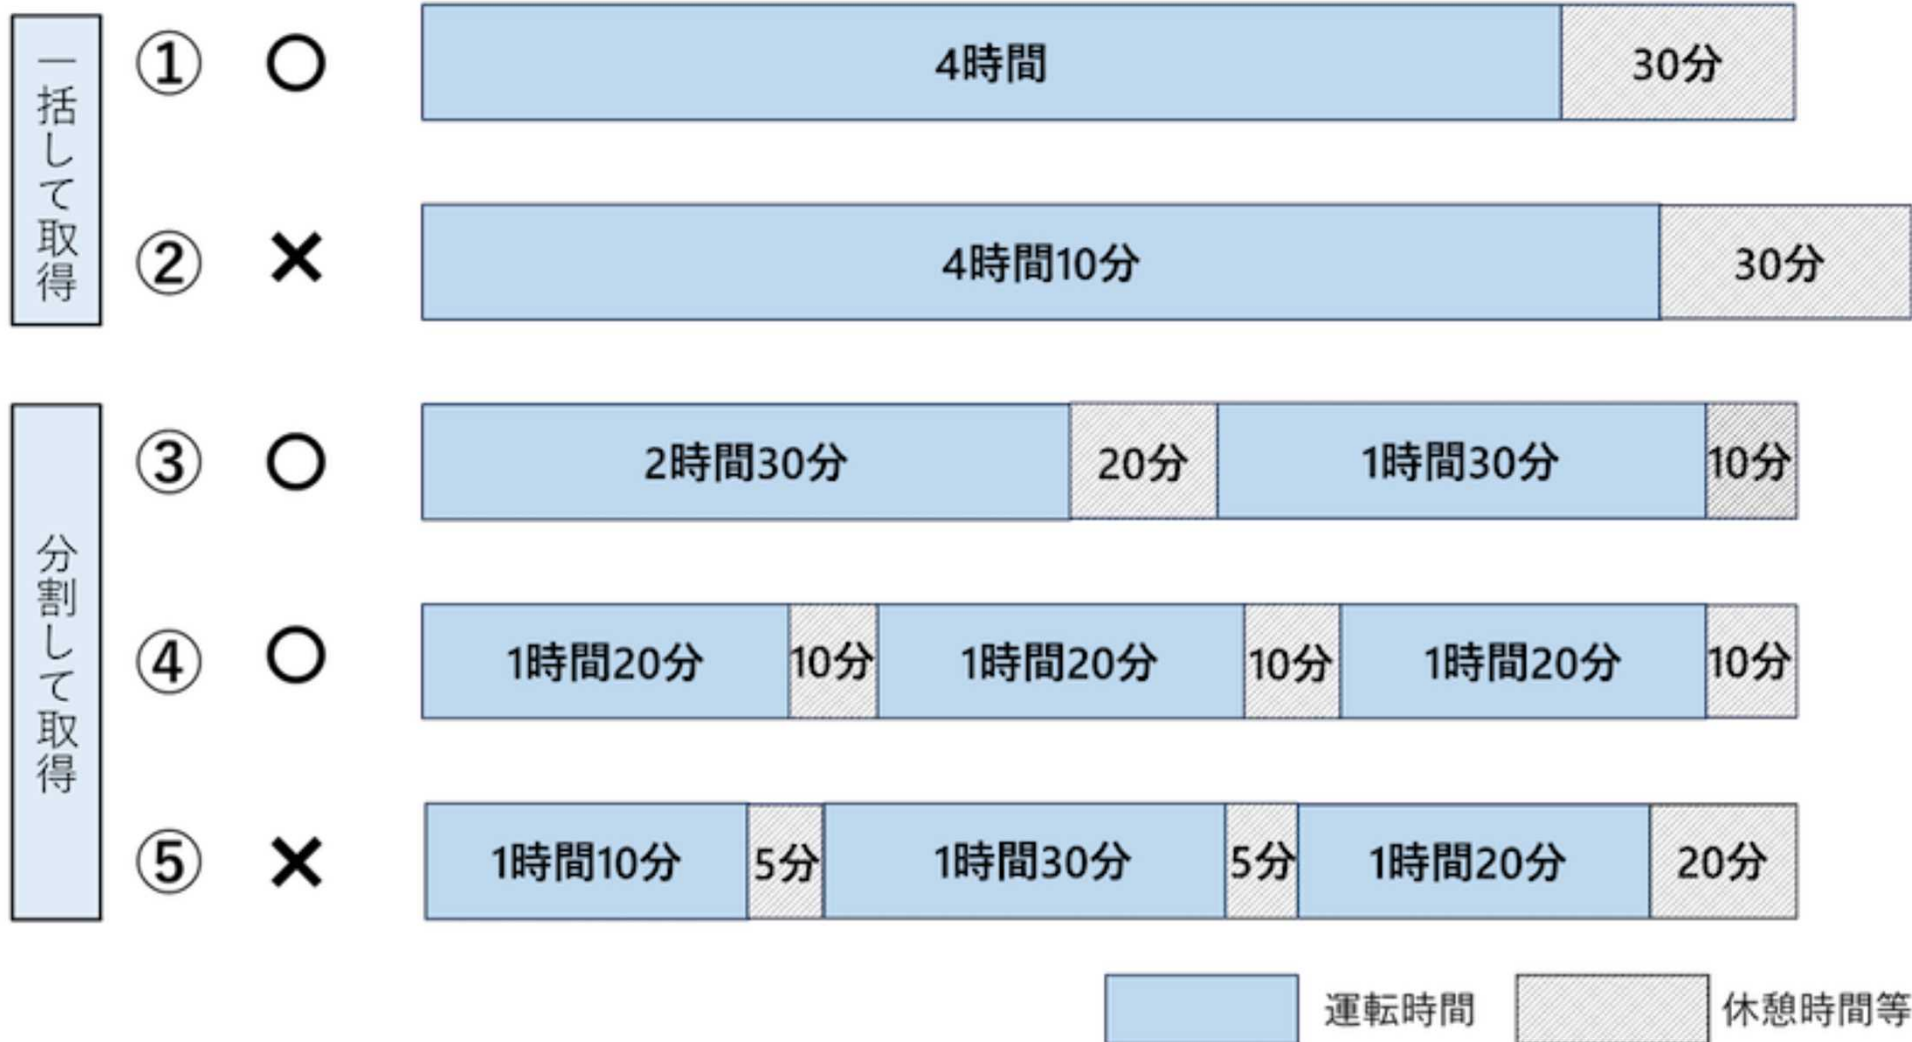 一括して取得
① ○ 4時間 30分
② × 4時間10分 30分
分割して取得
③ ○ 2時間30分 20分 1時間30分 10分
④ ○ 1時間20分 10分 1時間20分 10分 1時間20分 10分
⑤ × 1時間10分 5分 1時間30分 5分 1時間20分 20分
運転時間 休憩時間等